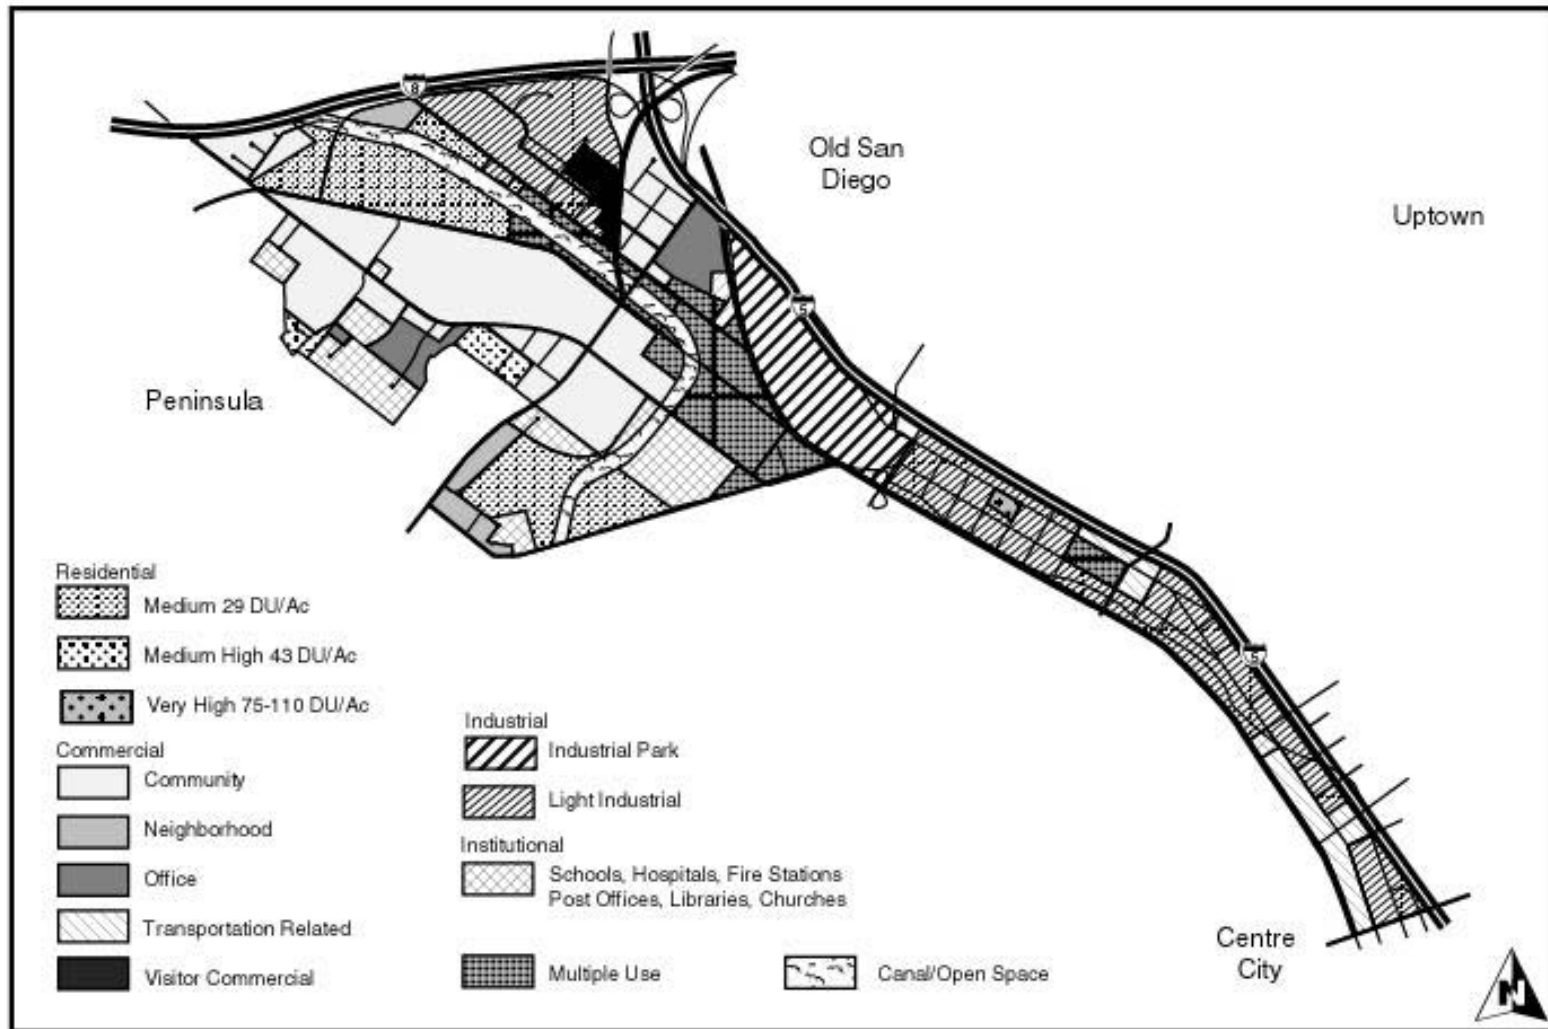 8
Old San
Diego
Uptown
5
Peninsula
Residential
Medium 29 DU/Ac
Medium High 43 DU/Ac
Very High 75-110 DU/Ac
Commercial
Community
Neighborhood
Office
Transportation Related
Visitor Commercial
5
Industrial
Industrial Park
Light Industrial
Institutional
Schools, Hospitals, Fire Stations
Post Offices, Libraries, Churches
Multiple Use
Canal/Open Space
Centre
City
N